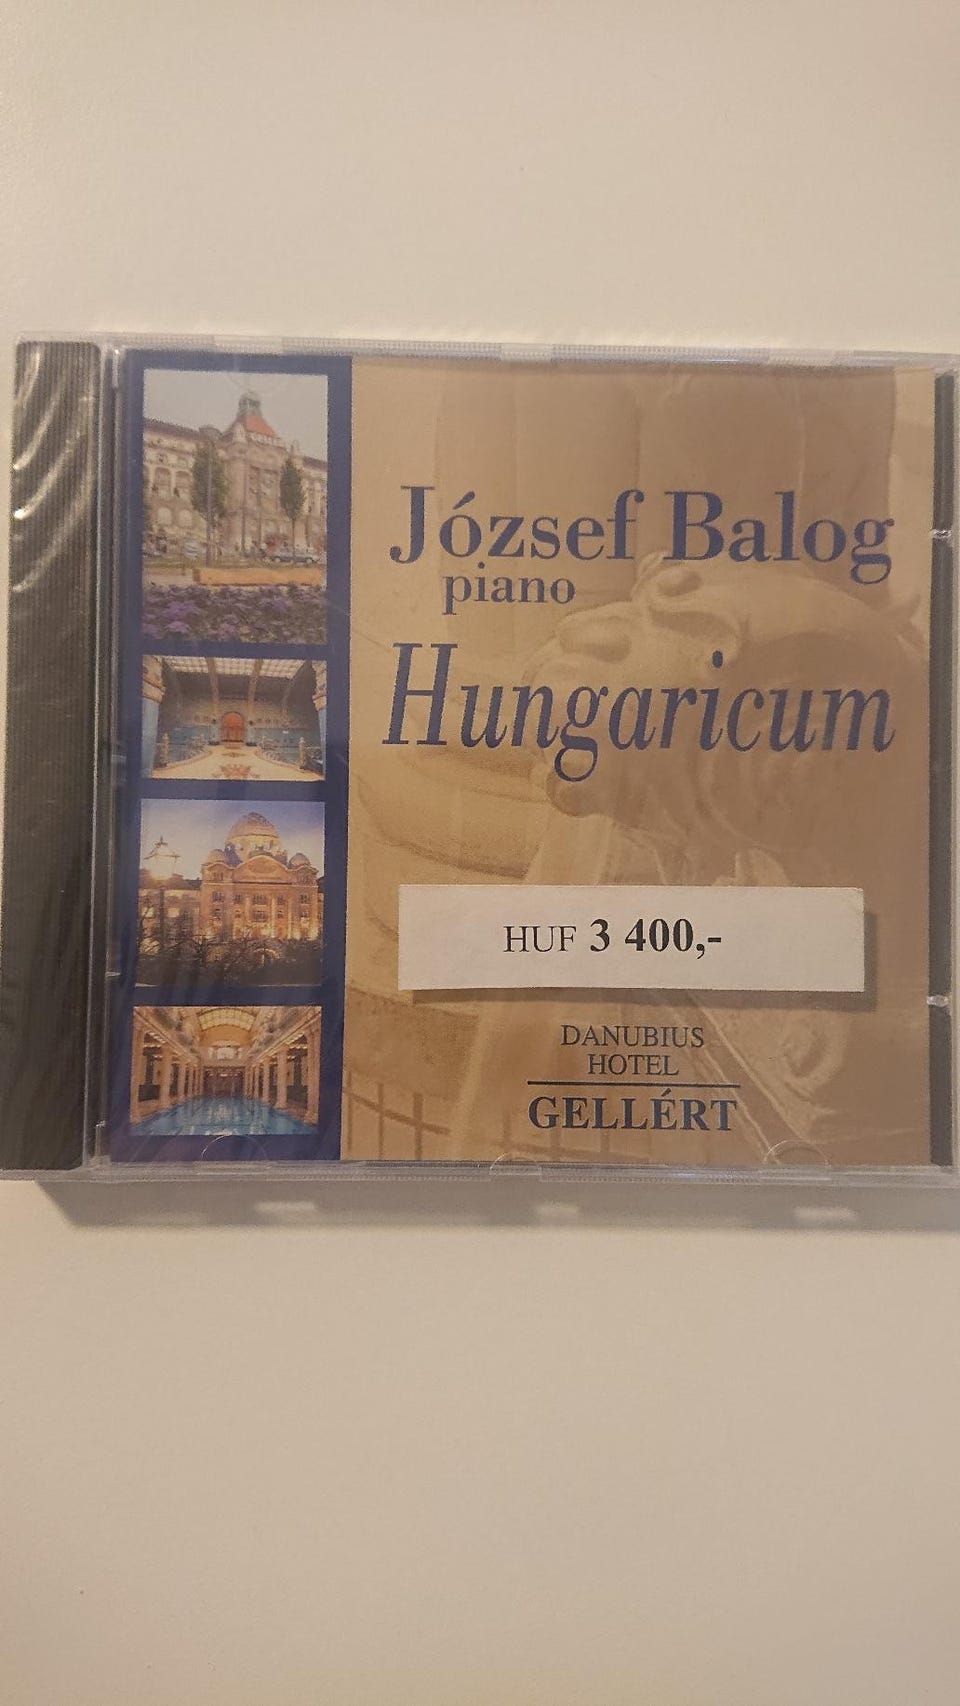 József Balog
piano
Hungaricum
HUF 3 400,-
DANUBIUS
HOTEL
GELLÉRT